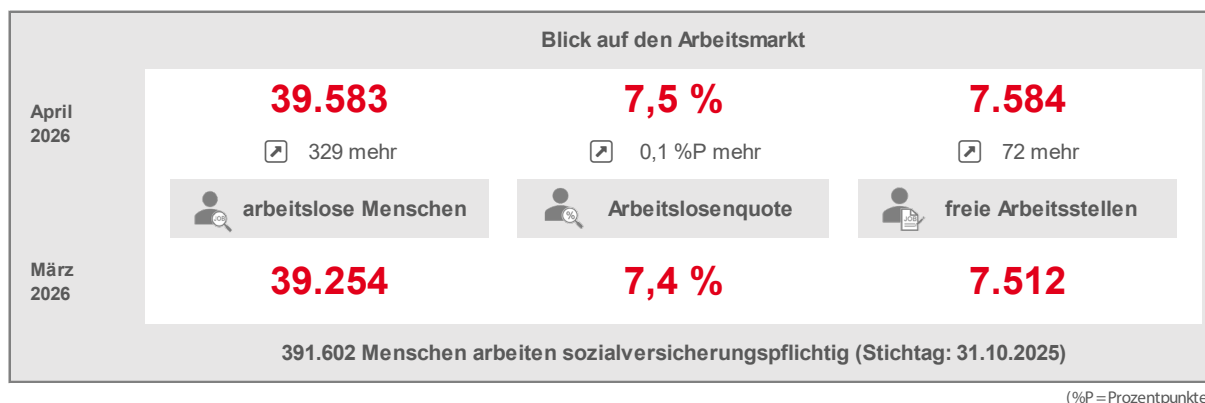 Blick auf den Arbeitsmarkt
April
2026
39.583
7,5 %
7.584
329 mehr
0,1 %P mehr
72 mehr
JOB
arbeitslose Menschen
%
Arbeitslosenquote
JOB
freie Arbeitsstellen
März
2026
39.254
7,4 %
7.512
391.602 Menschen arbeiten sozialversicherungspflichtig (Stichtag: 31.10.2025)
(%P = Prozentpunkte